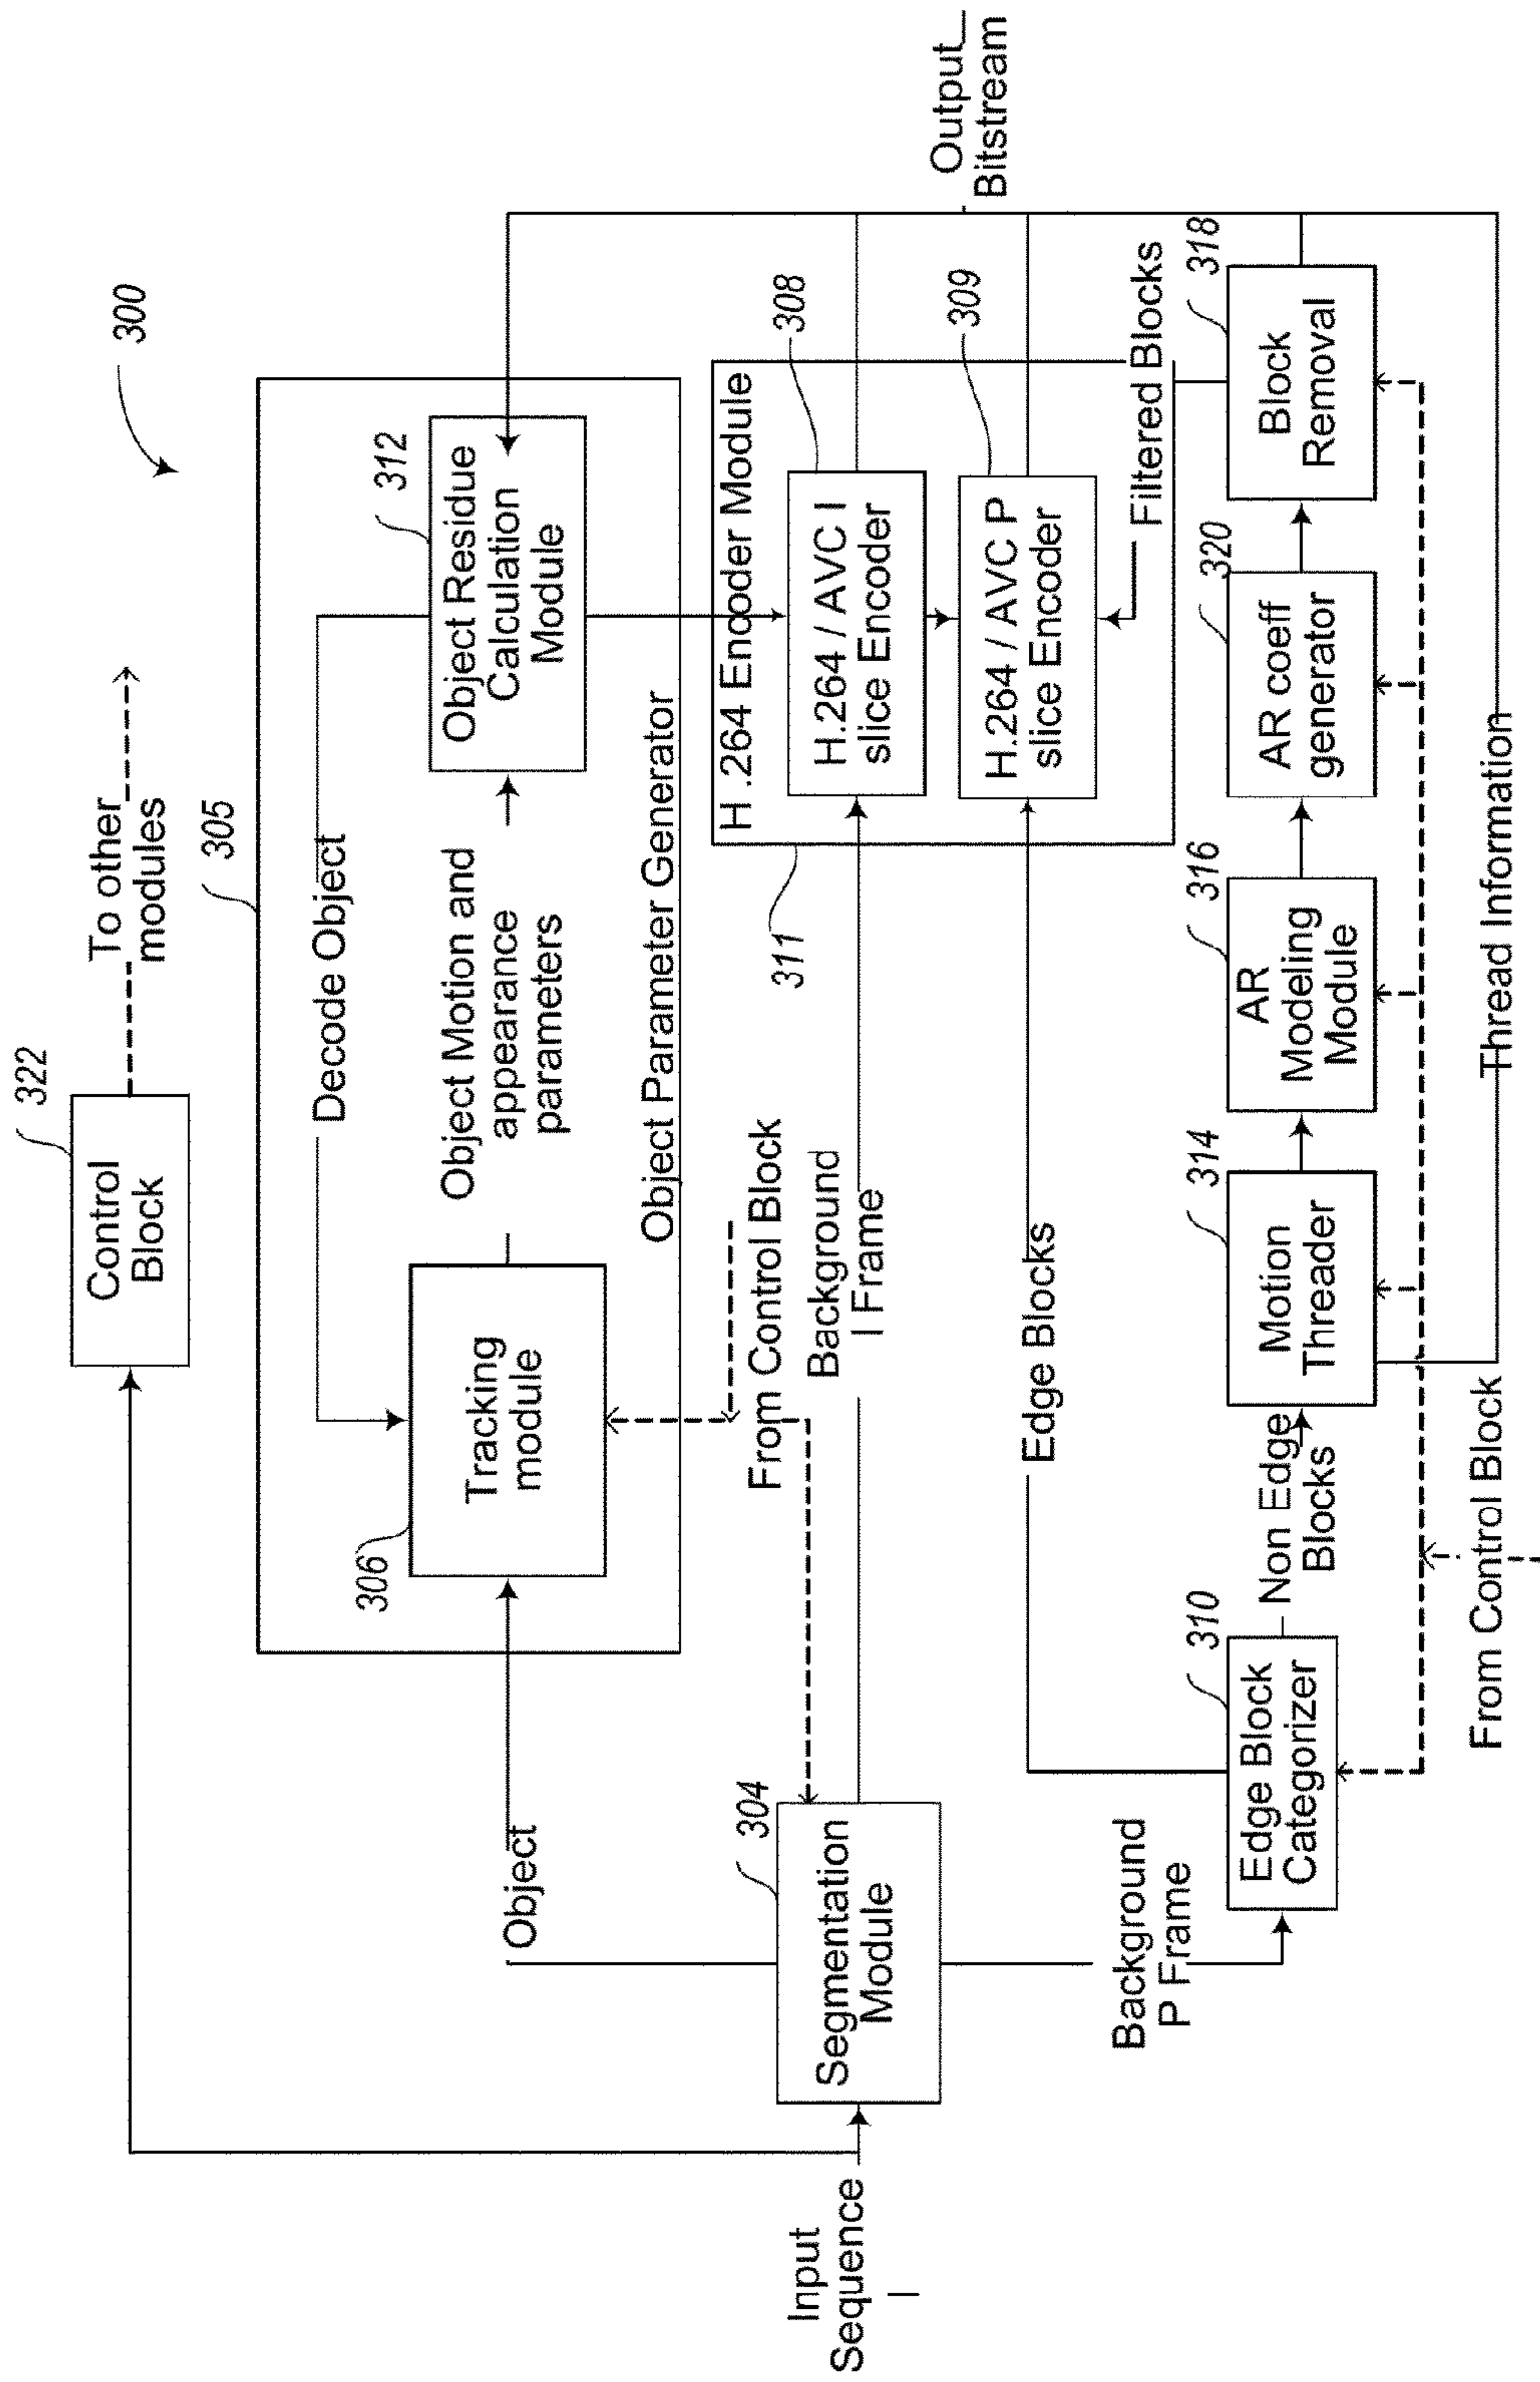 300
322
Control
Block
To other
modules
305
Decode Object
306
Tracking
module
Object Motion and
appearance
parameters
312
Object Residue
Calculation
Module
Object Parameter Generator
From Control Block
Object
Input
Sequence
I
304
Segmentation
Module
Background
I Frame
311
H .264 Encoder Module
308
H.264 / AVC I
slice Encoder
309
H.264 / AVC P
slice Encoder
Output
Bitstream
Edge Blocks
Filtered Blocks
Background
P Frame
310
Edge Block
Categorizer
Non Edge
Blocks
314
Motion
Threader
316
AR
Modeling
Module
320
AR coeff
generator
318
Block
Removal
From Control Block
Thread Information